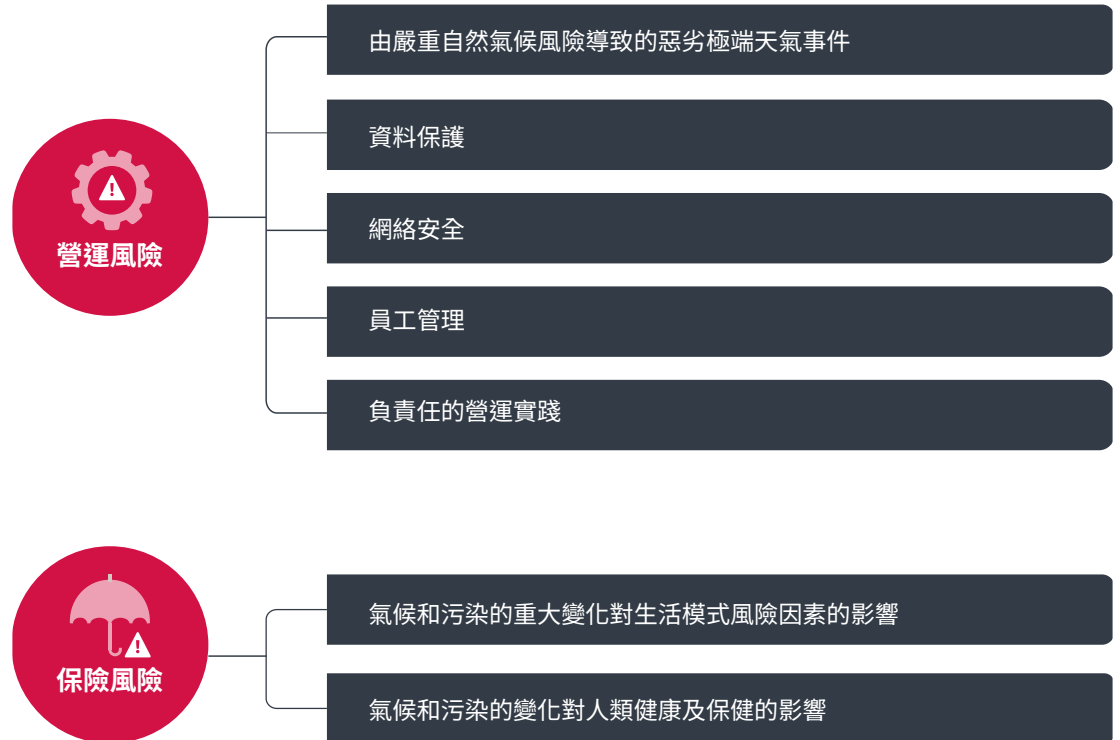 由嚴重自然氣候風險導致的惡劣極端天氣事件
資料保護
網絡安全
營運風險
員工管理
負責任的營運實踐
氣候和污染的重大變化對生活模式風險因素的影響
保險風險
氣候和污染的變化對人類健康及保健的影響